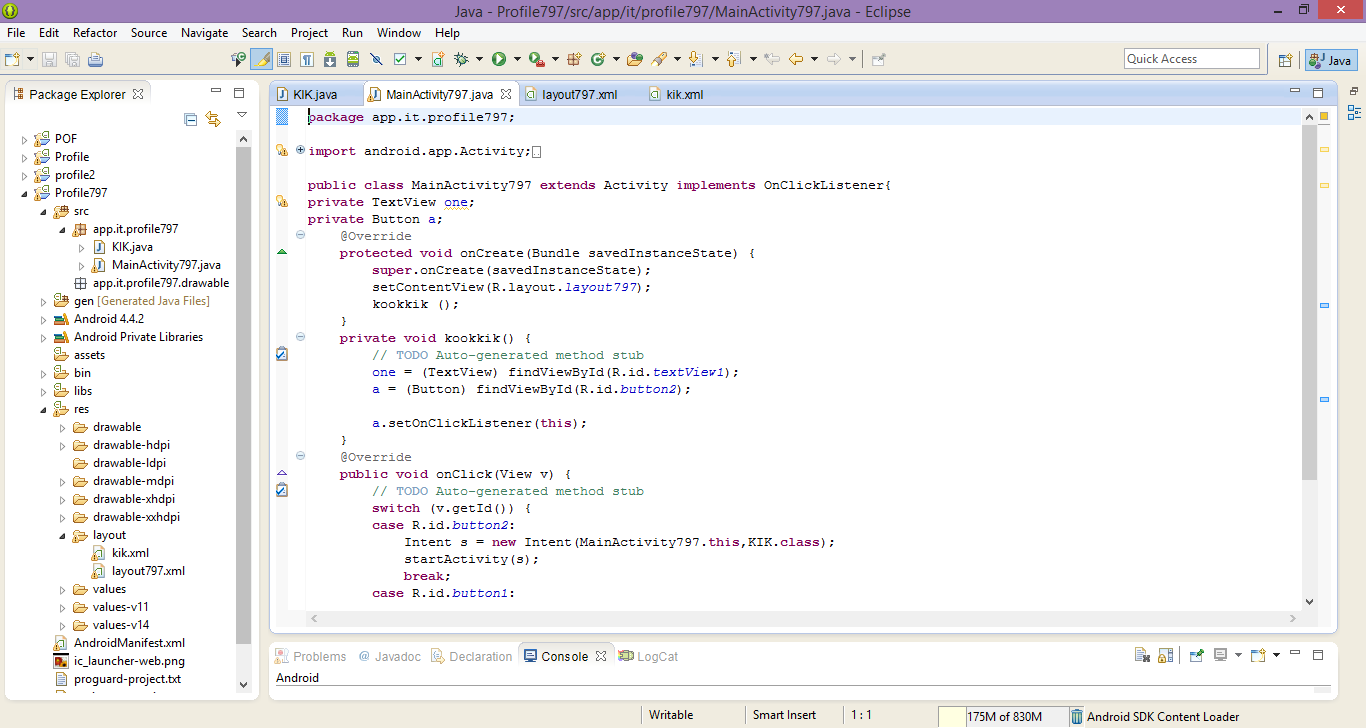 Java - Profile797/src/app/it/profile797/MainActivity797.java - Eclipse
File Edit Refactor Source Navigate Search Project Run Window Help
Quick Access
Java
Package Explorer
POF
Profile
profile2
Profile797
src
app.it.profile797
KIK.java
MainActivity797.java
app.it.profile797.drawable
gen [Generated Java Files]
Android 4.4.2
Android Private Libraries
assets
bin
libs
res
drawable
drawable-hdpi
drawable-ldpi
drawable-mdpi
drawable-xhdpi
drawable-xxhdpi
layout
kik.xml
layout797.xml
values
values-v11
values-v14
AndroidManifest.xml
ic_launcher-web.png
proguard-project.txt
KIK.java MainActivity797.java layout797.xml kik.xml
package app.it.profile797;
import android.app.Activity;
public class MainActivity797 extends Activity implements OnClickListener{
private TextView one;
private Button a;
@Override
protected void onCreate(Bundle savedInstanceState) {
super.onCreate(savedInstanceState);
setContentView(R.layout.layout797);
kookkik ();
}
private void kookkik() {
// TODO Auto-generated method stub
one = (TextView) findViewById(R.id.textView1);
a = (Button) findViewById(R.id.button2);
a.setOnClickListener(this);
}
@Override
public void onClick(View v) {
// TODO Auto-generated method stub
switch (v.getId()) {
case R.id.button2:
Intent s = new Intent(MainActivity797.this,KIK.class);
startActivity(s);
break;
case R.id.button1:
Problems @ Javadoc Declaration Console LogCat
Android
Writable Smart Insert 1 : 1 175M of 830M Android SDK Content Loader